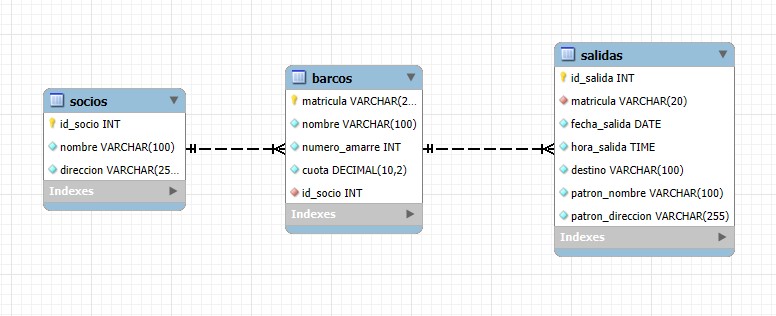 socios
id_socio INT
nombre VARCHAR(100)
direccion VARCHAR(25...
Indexes
barcos
matricula VARCHAR(2...
nombre VARCHAR(100)
numero_amarre INT
cuota DECIMAL(10,2)
id_socio INT
Indexes
salidas
id_salida INT
matricula VARCHAR(20)
fecha_salida DATE
hora_salida TIME
destino VARCHAR(100)
patron_nombre VARCHAR(100)
patron_direccion VARCHAR(255)
Indexes